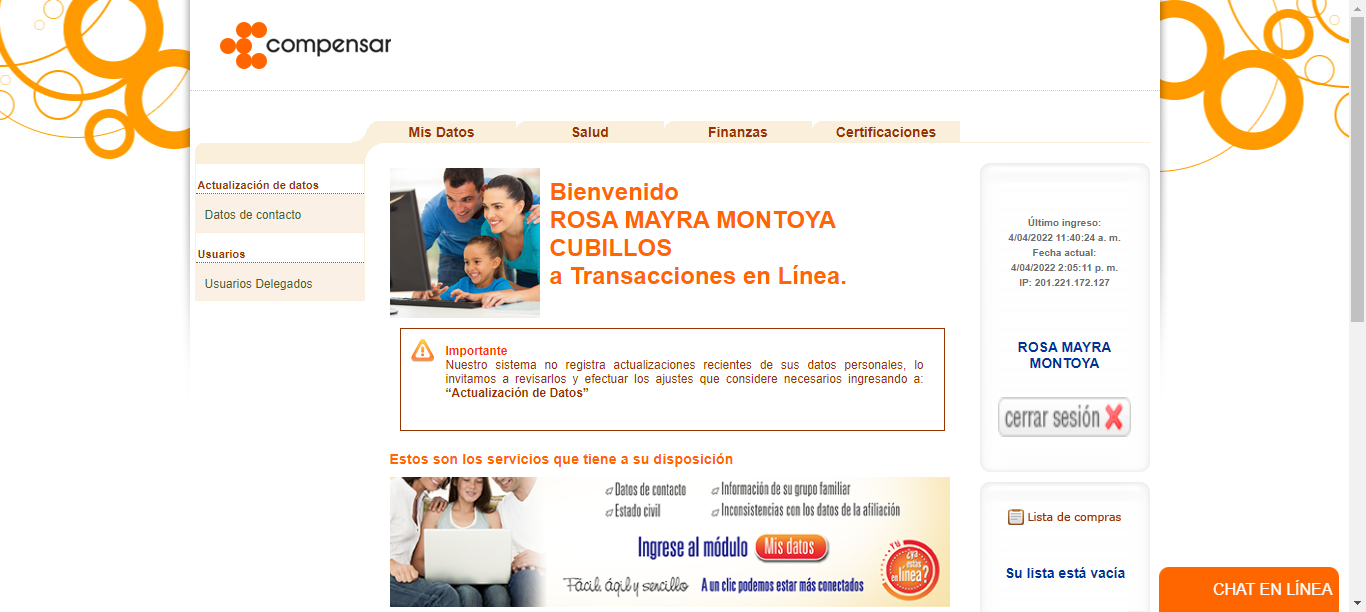 compensar
Mis Datos
Salud
Finanzas
Certificaciones
Actualización de datos
Datos de contacto
Usuarios
Usuarios Delegados
Bienvenido
ROSA MAYRA MONTOYA
CUBILLOS
a Transacciones en Línea.
Importante
Nuestro sistema no registra actualizaciones recientes de sus datos personales, lo
invitamos a revisarlos y efectuar los ajustes que considere necesarios ingresando a:
“Actualización de Datos”
Estos son los servicios que tiene a su disposición
Datos de contacto
Información de su grupo familiar
Estado civil
Inconsistencias con los datos de la afiliación
Ingrese al módulo Mis datos
Fácil, ágil y sencillo
A un clic podemos estar más conectados
Y tú
¿ya
estás
en línea?
Último ingreso:
4/04/2022 11:40:24 a. m.
Fecha actual:
4/04/2022 2:05:11 p. m.
IP: 201.221.172.127
ROSA MAYRA
MONTOYA
cerrar sesión
Lista de compras
Su lista está vacía
CHAT EN LÍNEA